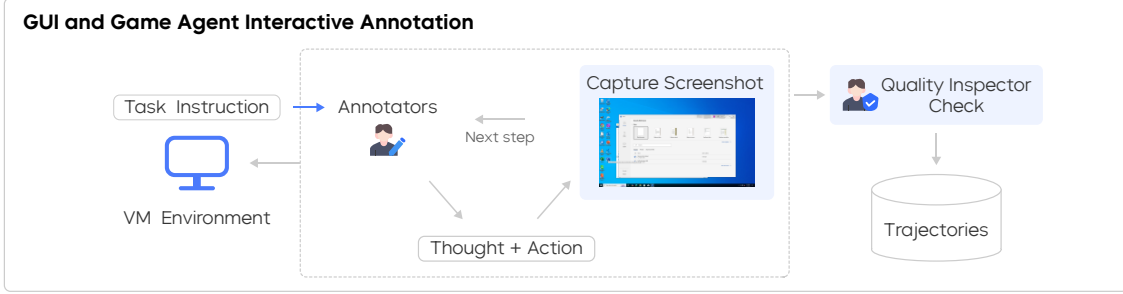 GUI and Game Agent Interactive Annotation
Task Instruction
Annotators
Capture Screenshot
Quality Inspector
Check
Next step
VM Environment
Thought + Action
Trajectories